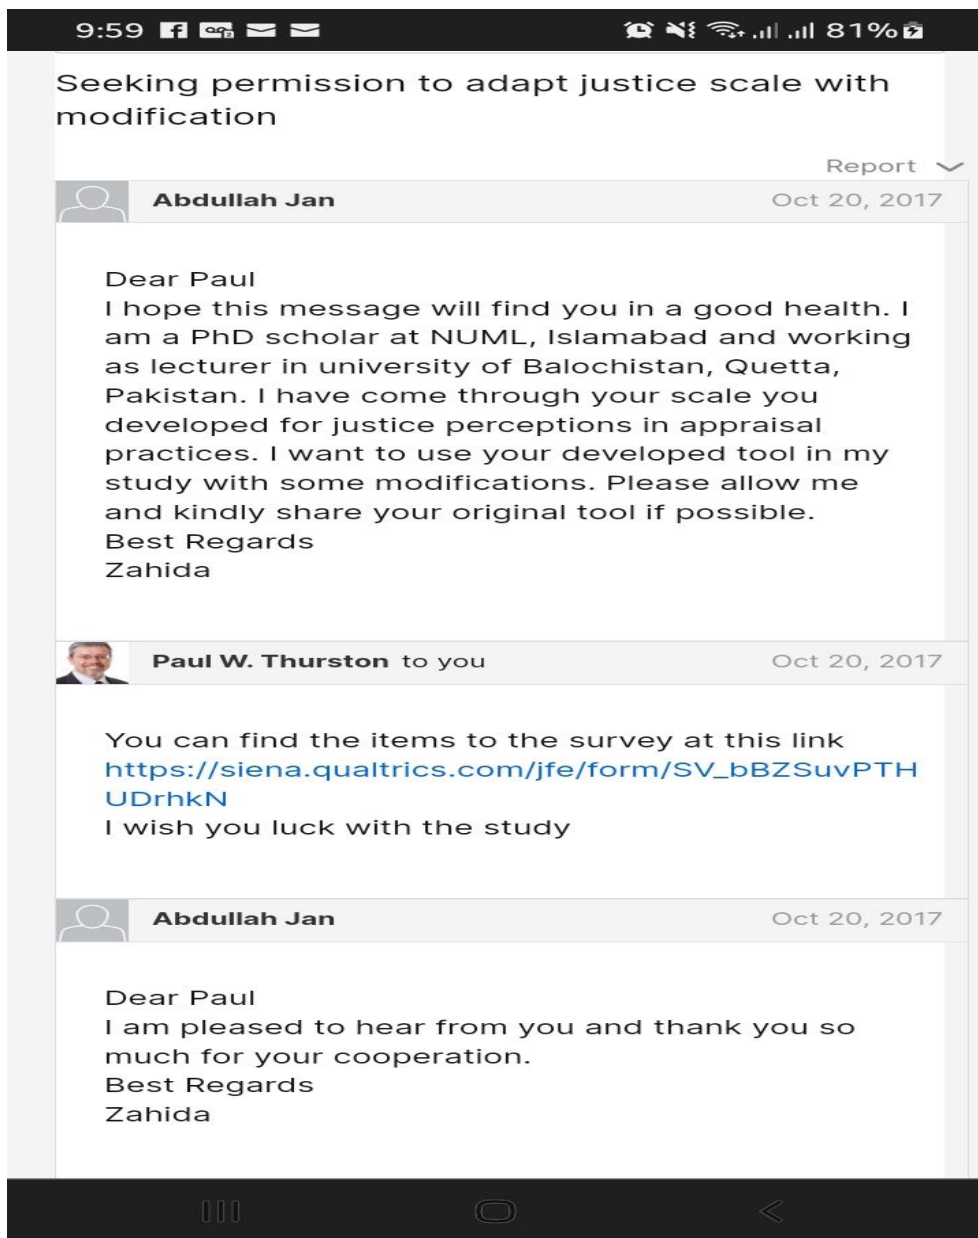 9:59
81%
Seeking permission to adapt justice scale with
modification
Report
Abdullah Jan
Oct 20, 2017
Dear Paul
I hope this message will find you in a good health. I
am a PhD scholar at NUML, Islamabad and working
as lecturer in university of Balochistan, Quetta,
Pakistan. I have come through your scale you
developed for justice perceptions in appraisal
practices. I want to use your developed tool in my
study with some modifications. Please allow me
and kindly share your original tool if possible.
Best Regards
Zahida
Paul W. Thurston to you
Oct 20, 2017
You can find the items to the survey at this link
https://siena.qualtrics.com/jfe/form/SV_bBZSuvPTH
UDrhkN
I wish you luck with the study
Abdullah Jan
Oct 20, 2017
Dear Paul
I am pleased to hear from you and thank you so
much for your cooperation.
Best Regards
Zahida